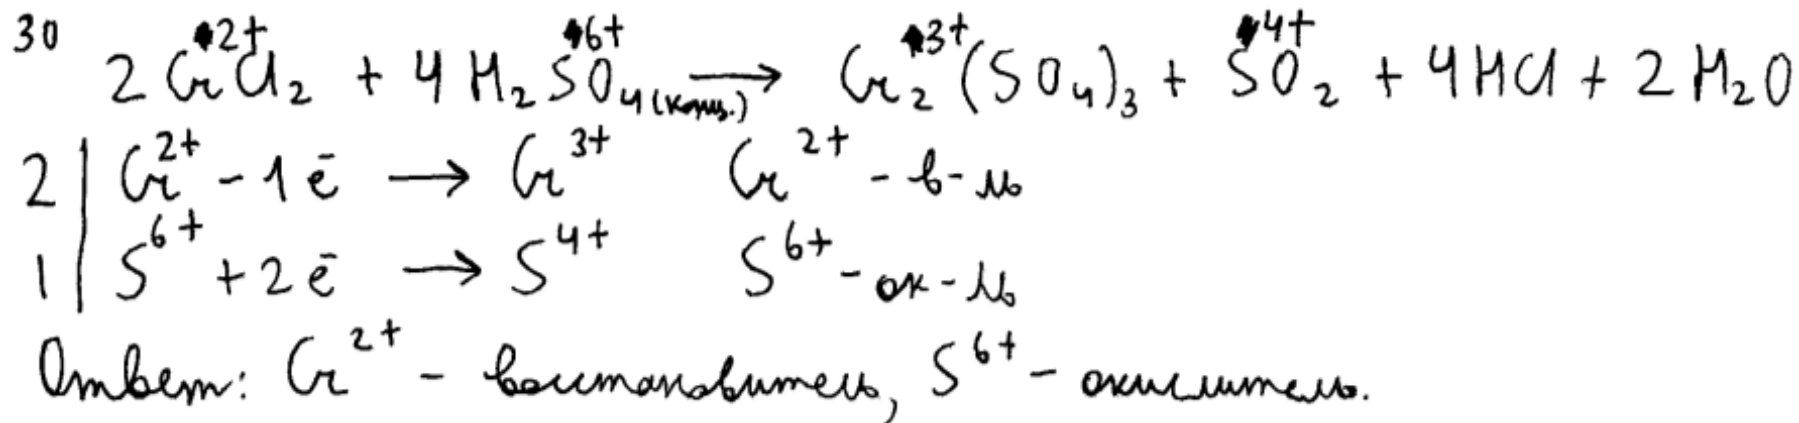 30 2CrCl₂ + 4H₂SO₄(конц.) → Cr₂(SO₄)₃ + SO₂ + 4HCl + 2H₂O
2+ 6+ 3+ 4+
2 | Cr²⁺ - 1ē → Cr³⁺ Cr²⁺ - в-ль
1 | S⁶⁺ + 2ē → S⁴⁺ S⁶⁺ - ок-ль
Ответ: Cr²⁺ - восстановитель, S⁶⁺ - окислитель.